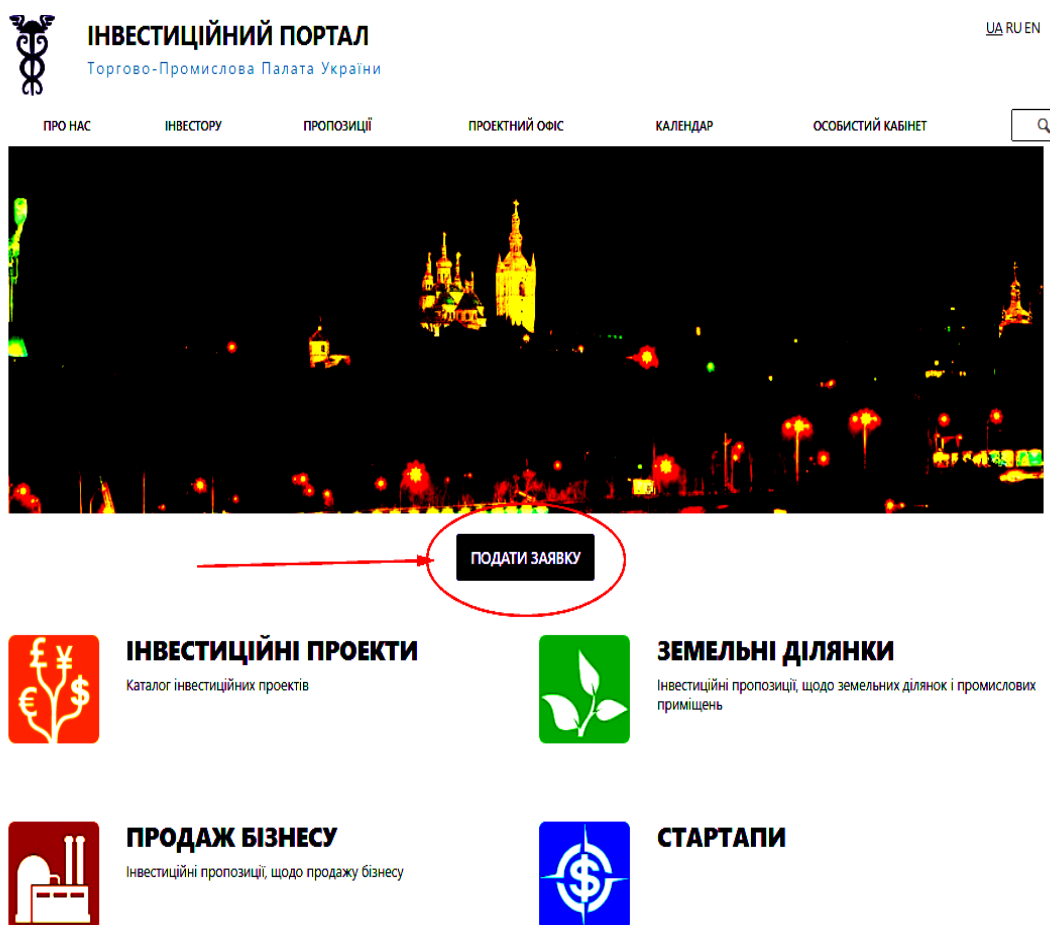 ІНВЕСТИЦІЙНИЙ ПОРТАЛ
Торгово-Промислова Палата України
UA RU EN
ПРО НАС ІНВЕСТОРУ ПРОПОЗИЦІЇ ПРОЕКТНИЙ ОФІС КАЛЕНДАР ОСОБИСТИЙ КАБІНЕТ
ПОДАТИ ЗАЯВКУ
ІНВЕСТИЦІЙНІ ПРОЕКТИ
Каталог інвестиційних проектів
ЗЕМЕЛЬНІ ДІЛЯНКИ
Інвестиційні пропозиції, щодо земельних ділянок і промислових
приміщень
ПРОДАЖ БІЗНЕСУ
Інвестиційні пропозиції, щодо продажу бізнесу
СТАРТАПИ